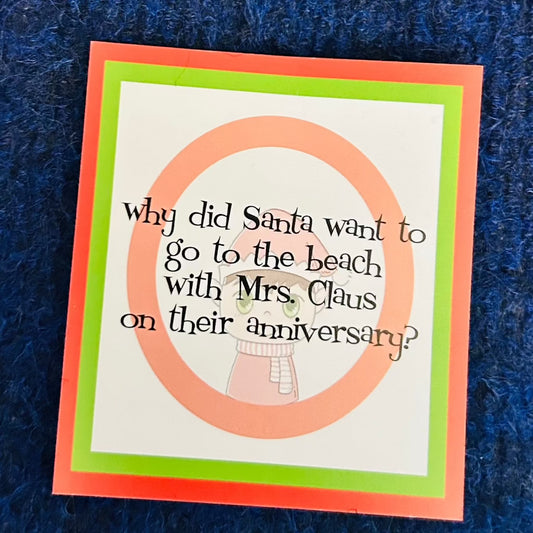 why did Santa want to
go to the beach
with Mrs. Claus
on their anniversary?